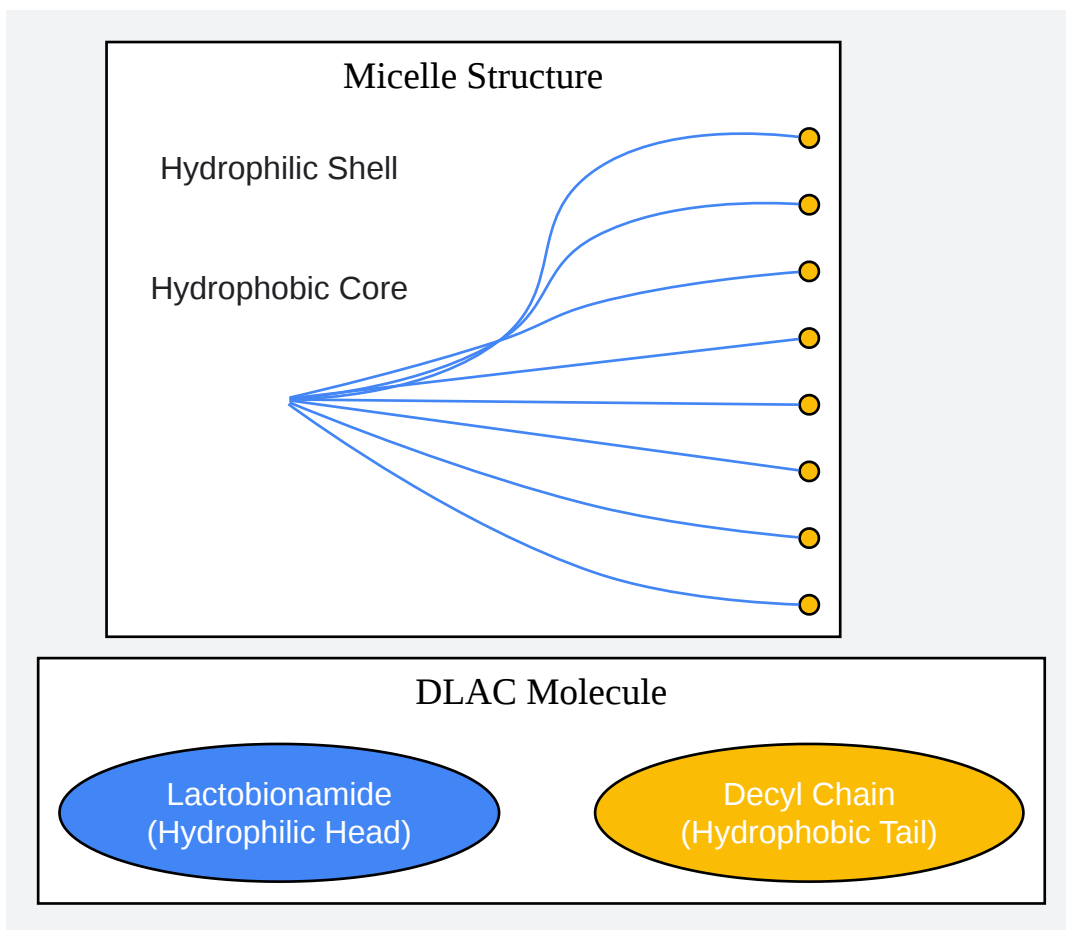 Micelle Structure
Hydrophilic Shell
Hydrophobic Core
DLAC Molecule
Lactobionamide
(Hydrophilic Head)
Decyl Chain
(Hydrophobic Tail)